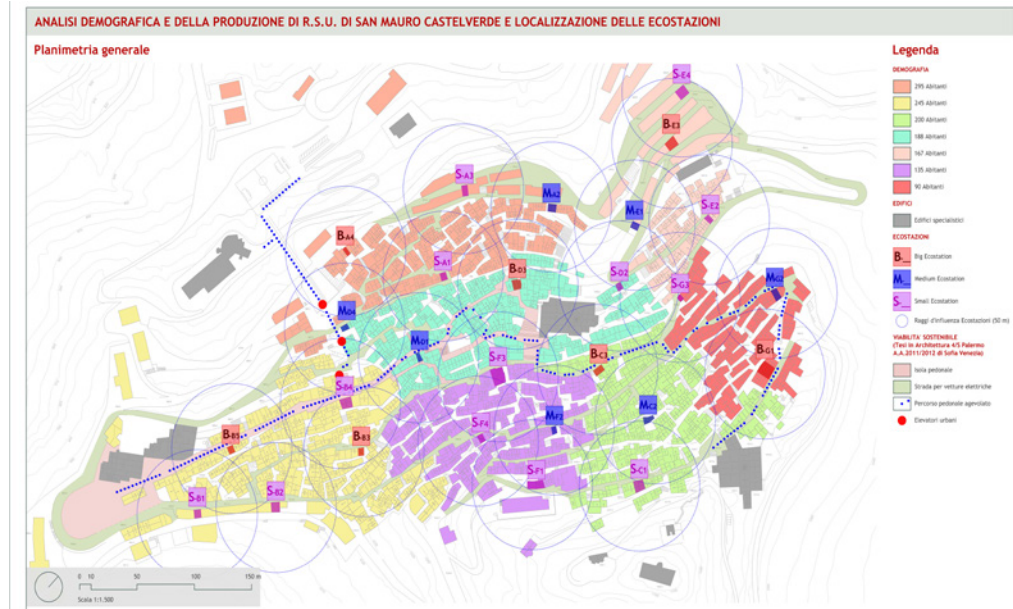 ANALISI DEMOGRAFICA E DELLA PRODUZIONE DI R.S.U. DI SAN MAURO CASTELVERDE E LOCALIZZAZIONE DELLE ECOSTAZIONI
Planimetria generale
Legenda
DEMOGRAFIA
295 Abitanti
245 Abitanti
200 Abitanti
188 Abitanti
167 Abitanti
135 Abitanti
90 Abitanti
EDIFICI
Edifici specialistici
ECOSTAZIONI
B-__ Big Ecostation
M-__ Medium Ecostation
S-__ Small Ecostation
Raggi d'influenza Ecostazioni (50 m)
VIABILITA' SOSTENIBILE
(Tesi in Architettura 4/S Palermo
A.A.2011/2012 di Sofia Venezia)
Isola pedonale
Strada per vetture elettriche
Percorso pedonale agevolato
Elevatori urbani
S-E4
B-E3
S-A3
M-A2
M-E1
S-E2
B-A4
S-A1
B-D3
S-D2
S-G3
M-G2
M-D4
M-D1
S-F3
B-C3
B-G1
S-B4
S-F4
M-F2
M-C2
B-B5
B-B3
S-F1
S-C1
S-B1
S-B2
0 10 50 100 150 m
Scala 1:1.500